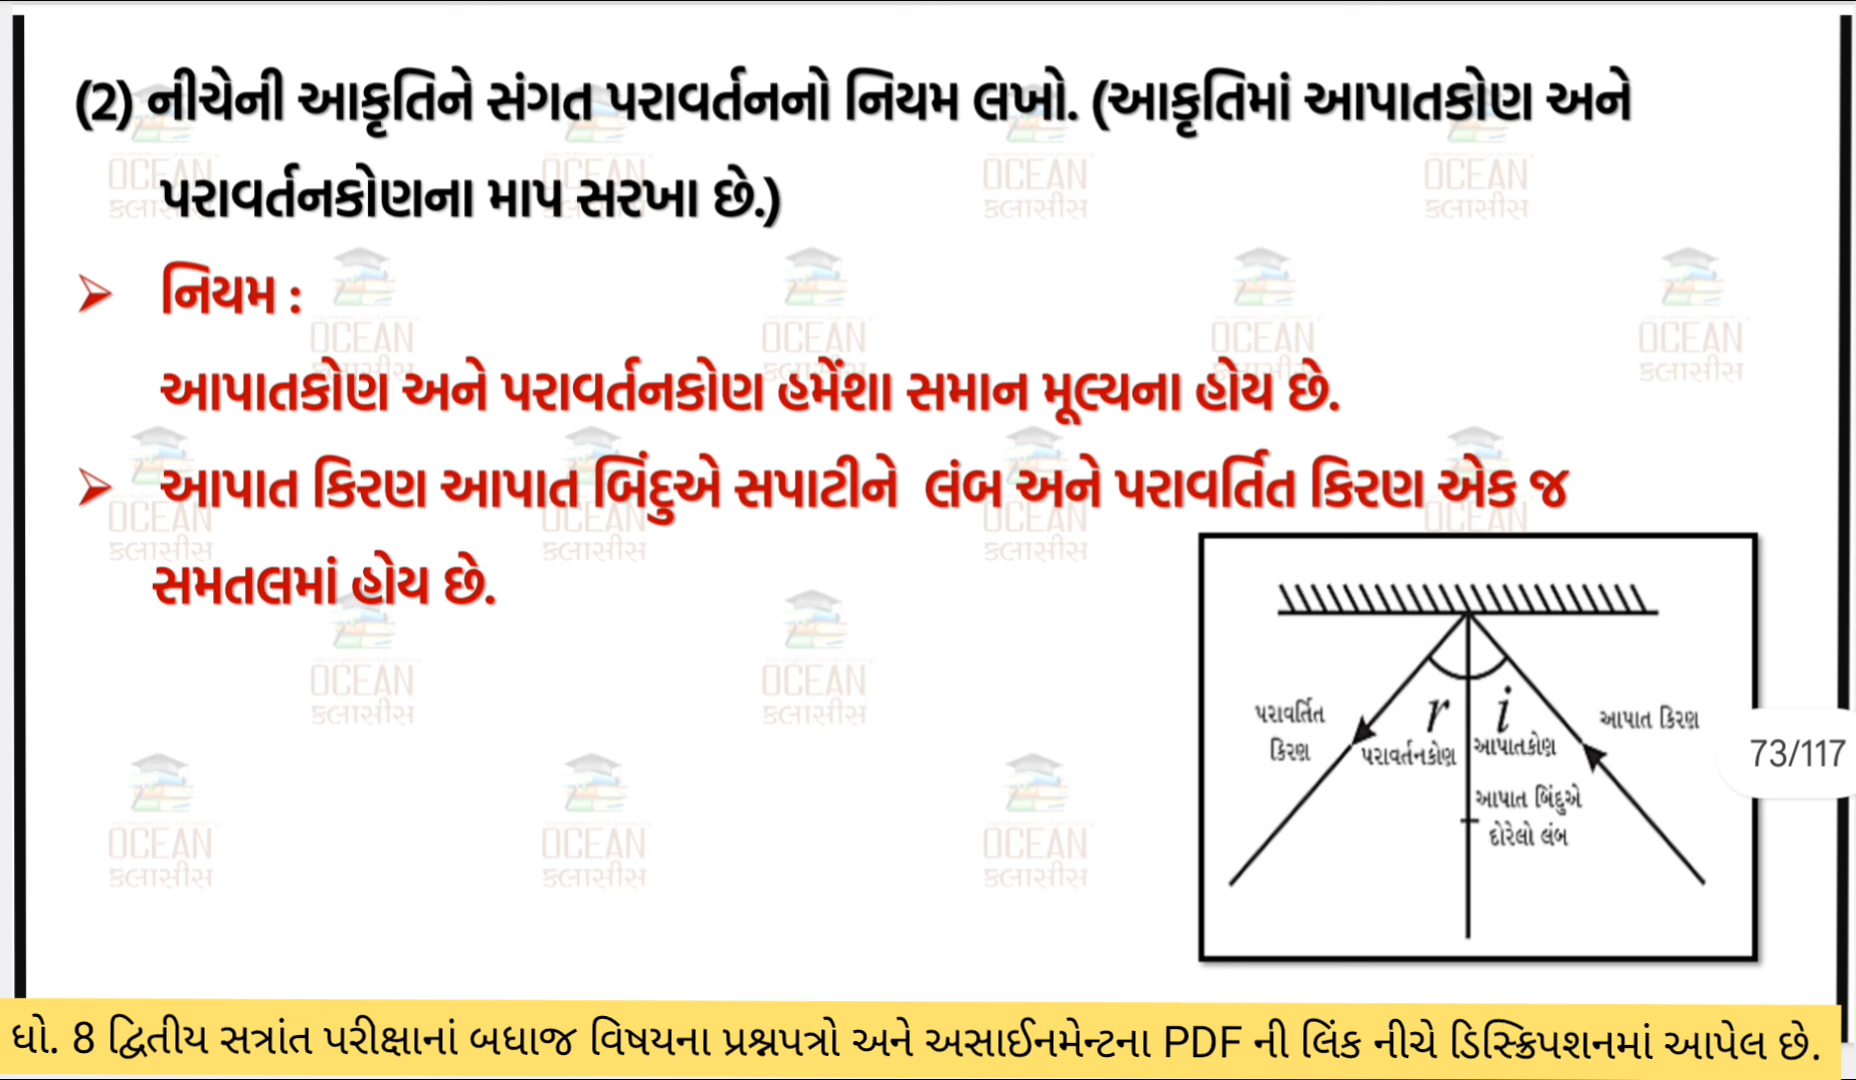 (2) નીચેની આકૃતિને સંગત પરાવર્તનનો નિયમ લખો. (આકૃતિમાં આપાતકોણ અને
પરાવર્તનકોણના માપ સરખા છે.)
➢ નિયમ :
આપાતકોણ અને પરાવર્તનકોણ હમેંશા સમાન મૂલ્યના હોય છે.
➢ આપાત કિરણ આપાત બિંદુએ સપાટીને લંબ અને પરાવર્તિત કિરણ એક જ
સમતલમાં હોય છે.
પરાવર્તિત
કિરણ
r
i
પરાવર્તનકોણ
આપાતકોણ
આપાત કિરણ
આપાત બિંદુએ
દોરેલો લંબ
73/117
OCEAN
ક્લાસીસ
ધો. 8 દ્વિતીય સત્રાંત પરીક્ષાનાં બધાજ વિષયના પ્રશ્નપત્રો અને અસાઈનમેન્ટના PDF ની લિંક નીચે ડિસ્ક્રિપશનમાં આપેલ છે.